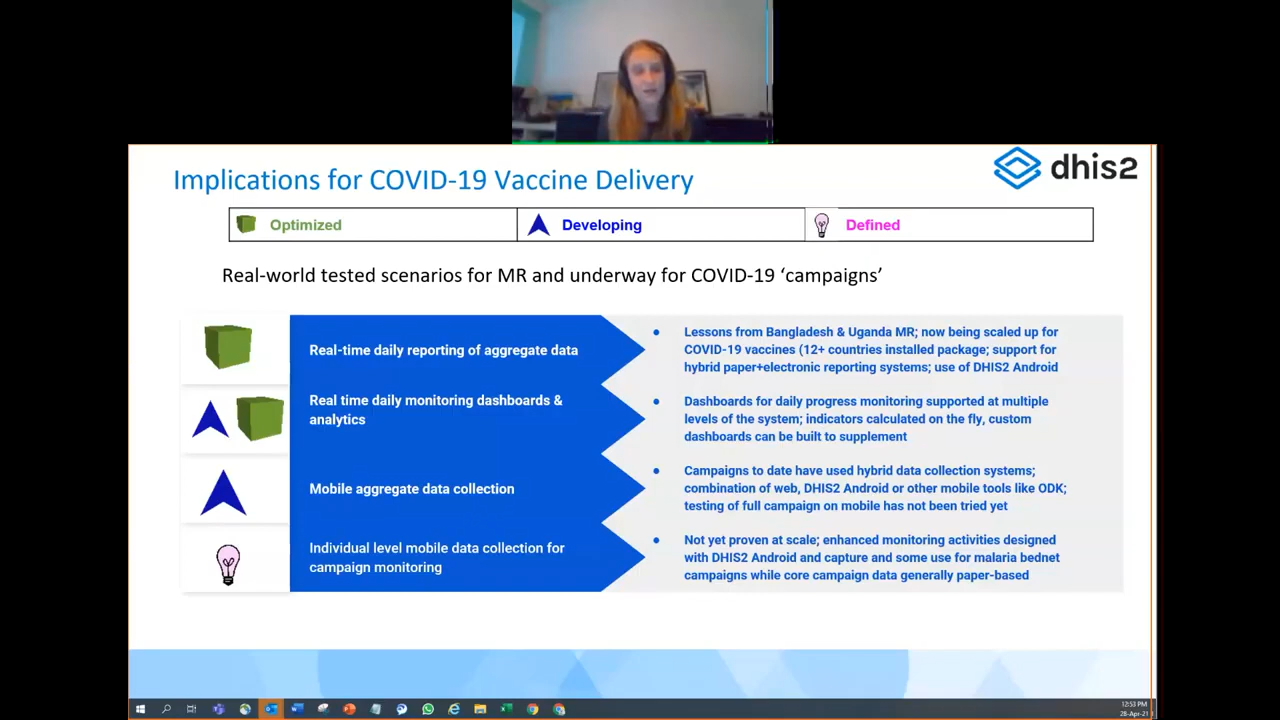 Implications for COVID-19 Vaccine Delivery
dhis2
Optimized
Developing
Defined
Real-world tested scenarios for MR and underway for COVID-19 ‘campaigns’
Real-time daily reporting of aggregate data
● Lessons from Bangladesh & Uganda MR; now being scaled up for
COVID-19 vaccines (12+ countries installed package; support for
hybrid paper+electronic reporting systems; use of DHIS2 Android
Real time daily monitoring dashboards &
analytics
● Dashboards for daily progress monitoring supported at multiple
levels of the system; indicators calculated on the fly, custom
dashboards can be built to supplement
Mobile aggregate data collection
● Campaigns to date have used hybrid data collection systems;
combination of web, DHIS2 Android or other mobile tools like ODK;
testing of full campaign on mobile has not been tried yet
Individual level mobile data collection for
campaign monitoring
● Not yet proven at scale; enhanced monitoring activities designed
with DHIS2 Android and capture and some use for malaria bednet
campaigns while core campaign data generally paper-based
12:53 PM
28-Apr-21